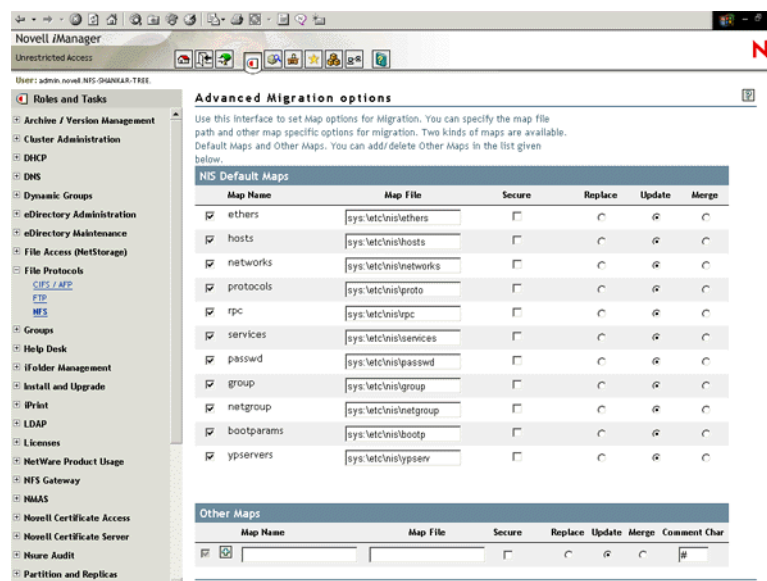 Novell iManager
Unrestricted Access
N
User: admin.novell.NFS-SHANKAR-TREE.
Roles and Tasks
Archive / Version Management
Cluster Administration
DHCP
DNS
Dynamic Groups
eDirectory Administration
eDirectory Maintenance
File Access (NetStorage)
File Protocols
CIFS / AFP
FTP
NFS
Groups
Help Desk
iFolder Management
Install and Upgrade
iPrint
LDAP
Licenses
NetWare Product Usage
NFS Gateway
NMAS
Novell Certificate Access
Novell Certificate Server
Nsure Audit
Partition and Replicas
Advanced Migration options
Use this interface to set Map options for Migration. You can specify the map file
path and other map specific options for migration. Two kinds of maps are available.
Default Maps and Other Maps. You can add/delete Other Maps in the list given
below.
NIS Default Maps
Map Name Map File Secure Replace Update Merge
ethers sys:\etc\nis\ethers
hosts sys:\etc\nis\hosts
networks sys:\etc\nis\networks
protocols sys:\etc\nis\proto
rpc sys:\etc\nis\rpc
services sys:\etc\nis\services
passwd sys:\etc\nis\passwd
group sys:\etc\nis\group
netgroup sys:\etc\nis\netgroup
bootparams sys:\etc\nis\bootp
ypservers sys:\etc\nis\ypserv
Other Maps
Map Name Map File Secure Replace Update Merge Comment Char
#